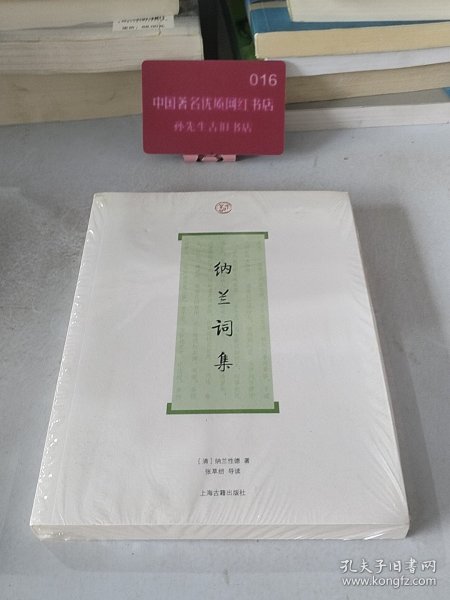 016
中国著名优质网红书店
孙先生古旧书店
纳兰词集
［清］纳兰性德 著
张草纫 导读
上海古籍出版社
孔夫子旧书网
www.kongfz.com